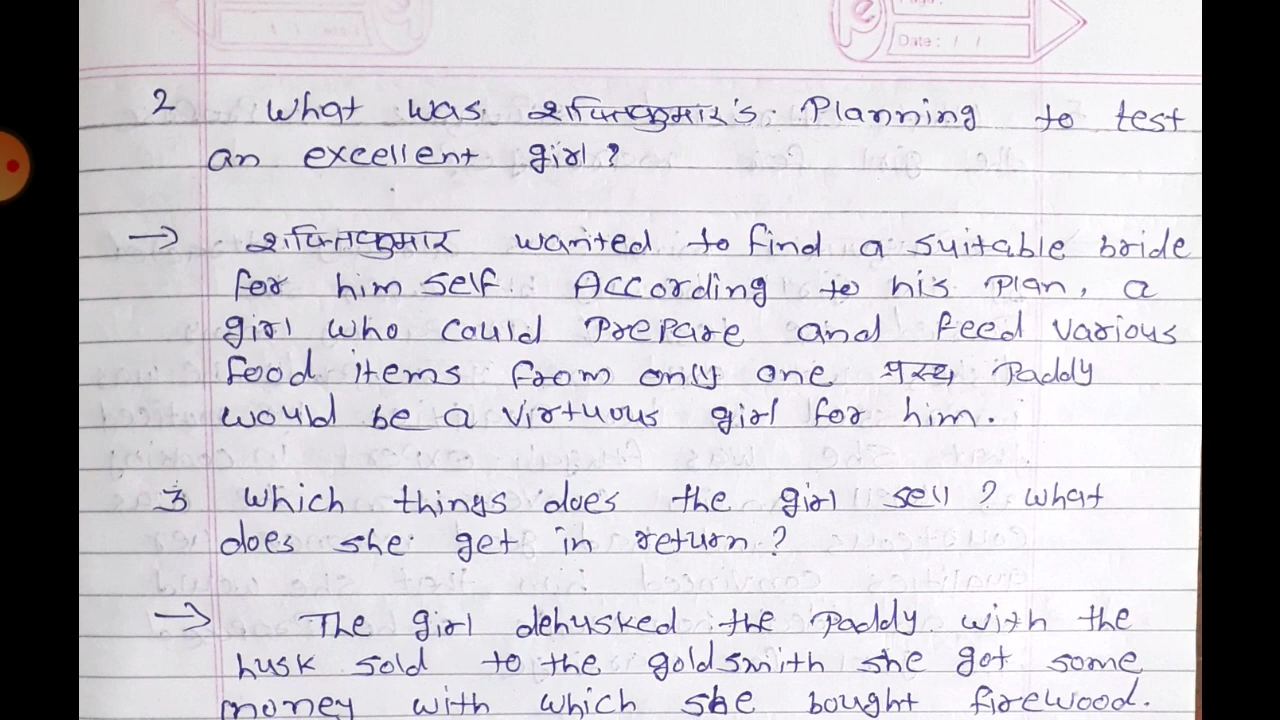 Date: / /
2 What was शक्तिकुमार's Planning to test
an excellent girl?
→ शक्तिकुमार wanted to find a suitable bride
for him self. According to his plan, a
girl who could prepare and feed various
food items from only one प्रस्थ paddy
would be a virtuous girl for him.
3 Which things does the girl sell? what
does she get in return?
→ The girl dehusked the paddy with the
husk sold to the goldsmith she got some
money with which she bought firewood.